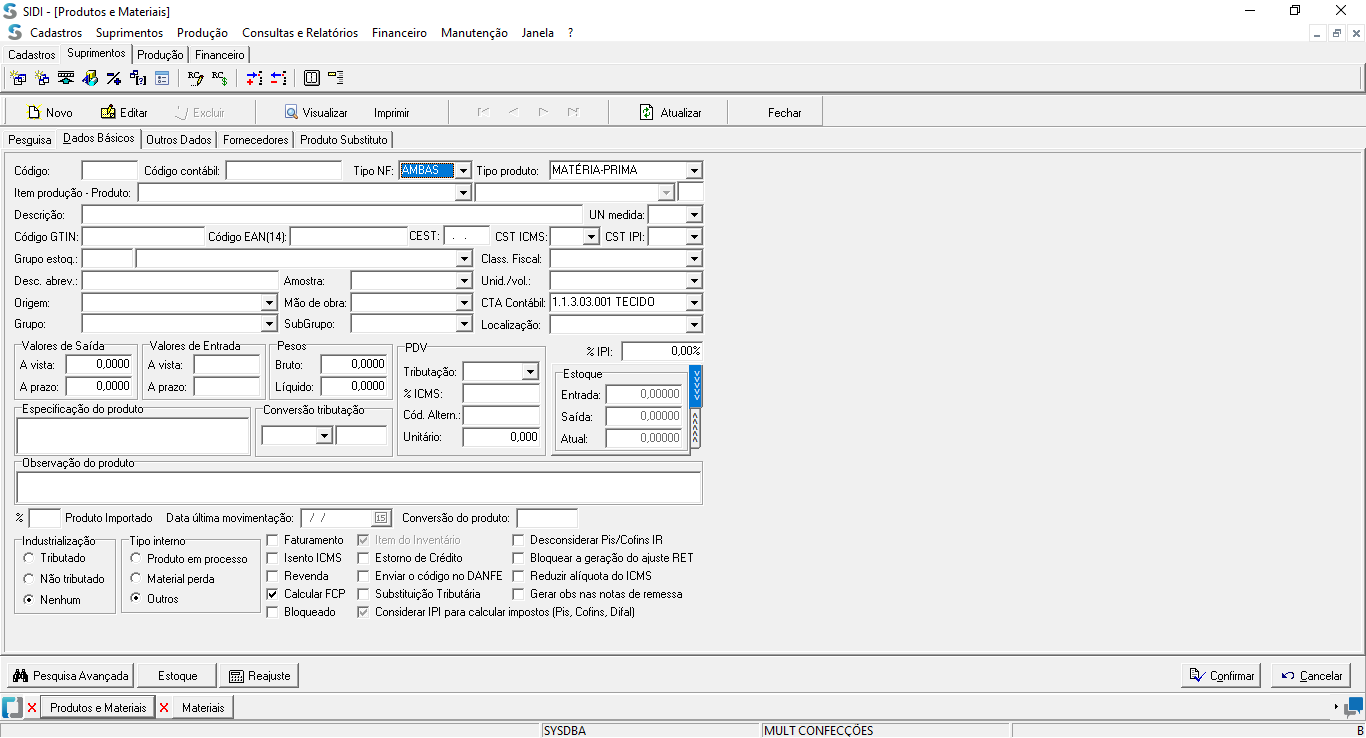 SIDI - [Produtos e Materiais]
Cadastros Suprimentos Produção Consultas e Relatórios Financeiro Manutenção Janela ?
Cadastros Suprimentos Produção Financeiro
Novo Editar Excluir Visualizar Imprimir Atualizar Fechar
Pesquisa Dados Básicos Outros Dados Fornecedores Produto Substituto
Código: Código contábil: Tipo NF: AMBAS Tipo produto: MATÉRIA-PRIMA
Item produção - Produto:
Descrição: UN medida:
Código GTIN: Código EAN(14): CEST: . . CST ICMS: CST IPI:
Grupo estoq.: Class. Fiscal:
Desc. abrev.: Amostra: Unid./vol.:
Origem: Mão de obra: CTA Contábil: 1.1.3.03.001 TECIDO
Grupo: SubGrupo: Localização:
Valores de Saída Valores de Entrada Pesos PDV % IPI: 0,00%
A vista: 0,0000 A vista: Bruto: 0,0000 Tributação: Estoque
A prazo: 0,0000 A prazo: Líquido: 0,0000 % ICMS: Entrada: 0,00000
Especificação do produto Conversão tributação Cód. Altern.: Saída: 0,00000
Unitário: 0,000 Atual: 0,00000
Observação do produto
% Produto Importado Data última movimentação: / / 15 Conversão do produto:
Industrialização Tipo interno Faturamento Item do Inventário Desconsiderar Pis/Cofins IR
Tributado Produto em processo Isento ICMS Estorno de Crédito Bloquear a geração do ajuste RET
Não tributado Material perda Revenda Enviar o código no DANFE Reduzir alíquota do ICMS
Nenhum Outros Calcular FCP Substituição Tributária Gerar obs nas notas de remessa
Bloqueado Considerar IPI para calcular impostos (Pis, Cofins, Difal)
Pesquisa Avançada Estoque Reajuste Confirmar Cancelar
Produtos e Materiais Materiais
SYSDBA MULT CONFECÇÕES B